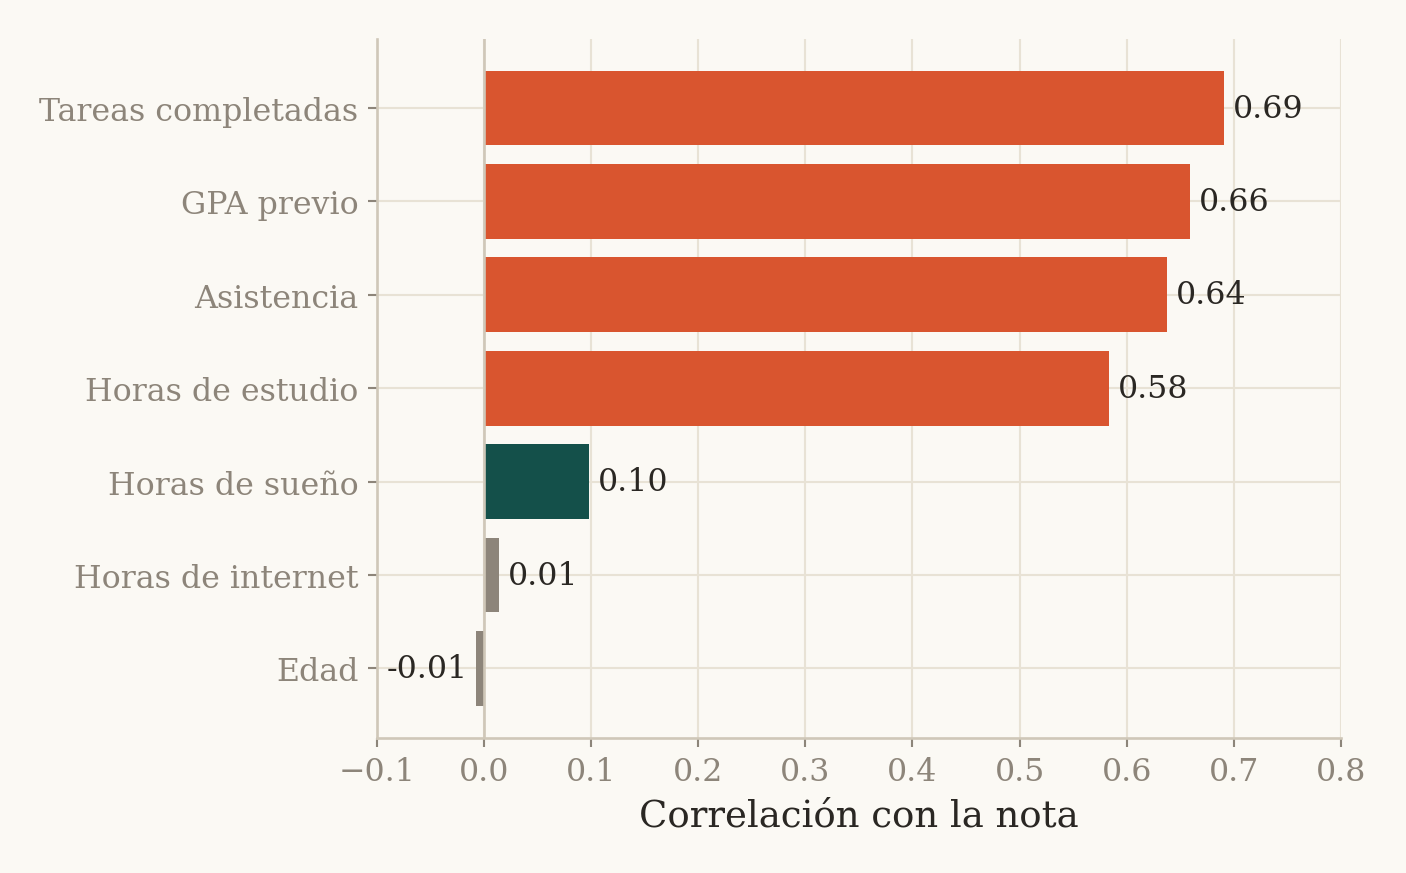 Tareas completadas 0.69
GPA previo 0.66
Asistencia 0.64
Horas de estudio 0.58
Horas de sueño 0.10
Horas de internet 0.01
Edad -0.01
−0.1 0.0 0.1 0.2 0.3 0.4 0.5 0.6 0.7 0.8
Correlación con la nota